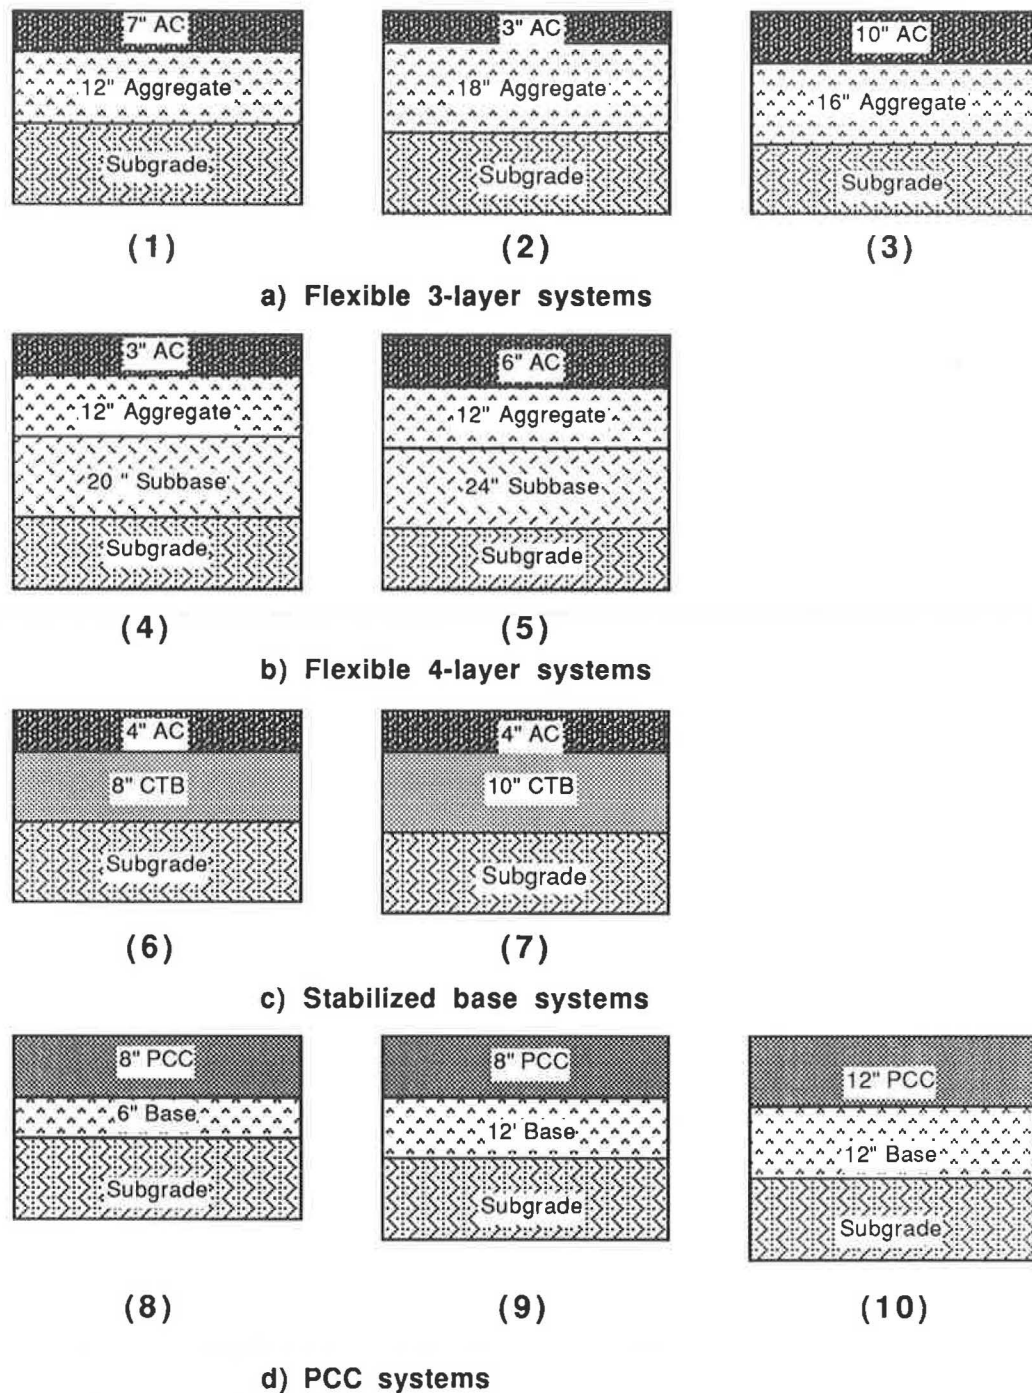 7" AC
12" Aggregate
Subgrade
(1)
3" AC
18" Aggregate
Subgrade
(2)
10" AC
16" Aggregate
Subgrade
(3)
a) Flexible 3-layer systems
3" AC
12" Aggregate
20 " Subbase
Subgrade
(4)
6" AC
12" Aggregate
24" Subbase
Subgrade
(5)
b) Flexible 4-layer systems
4" AC
8" CTB
Subgrade
(6)
4" AC
10" CTB
Subgrade
(7)
c) Stabilized base systems
8" PCC
6" Base
Subgrade
(8)
8" PCC
12' Base
Subgrade
(9)
12" PCC
12" Base
Subgrade
(10)
d) PCC systems